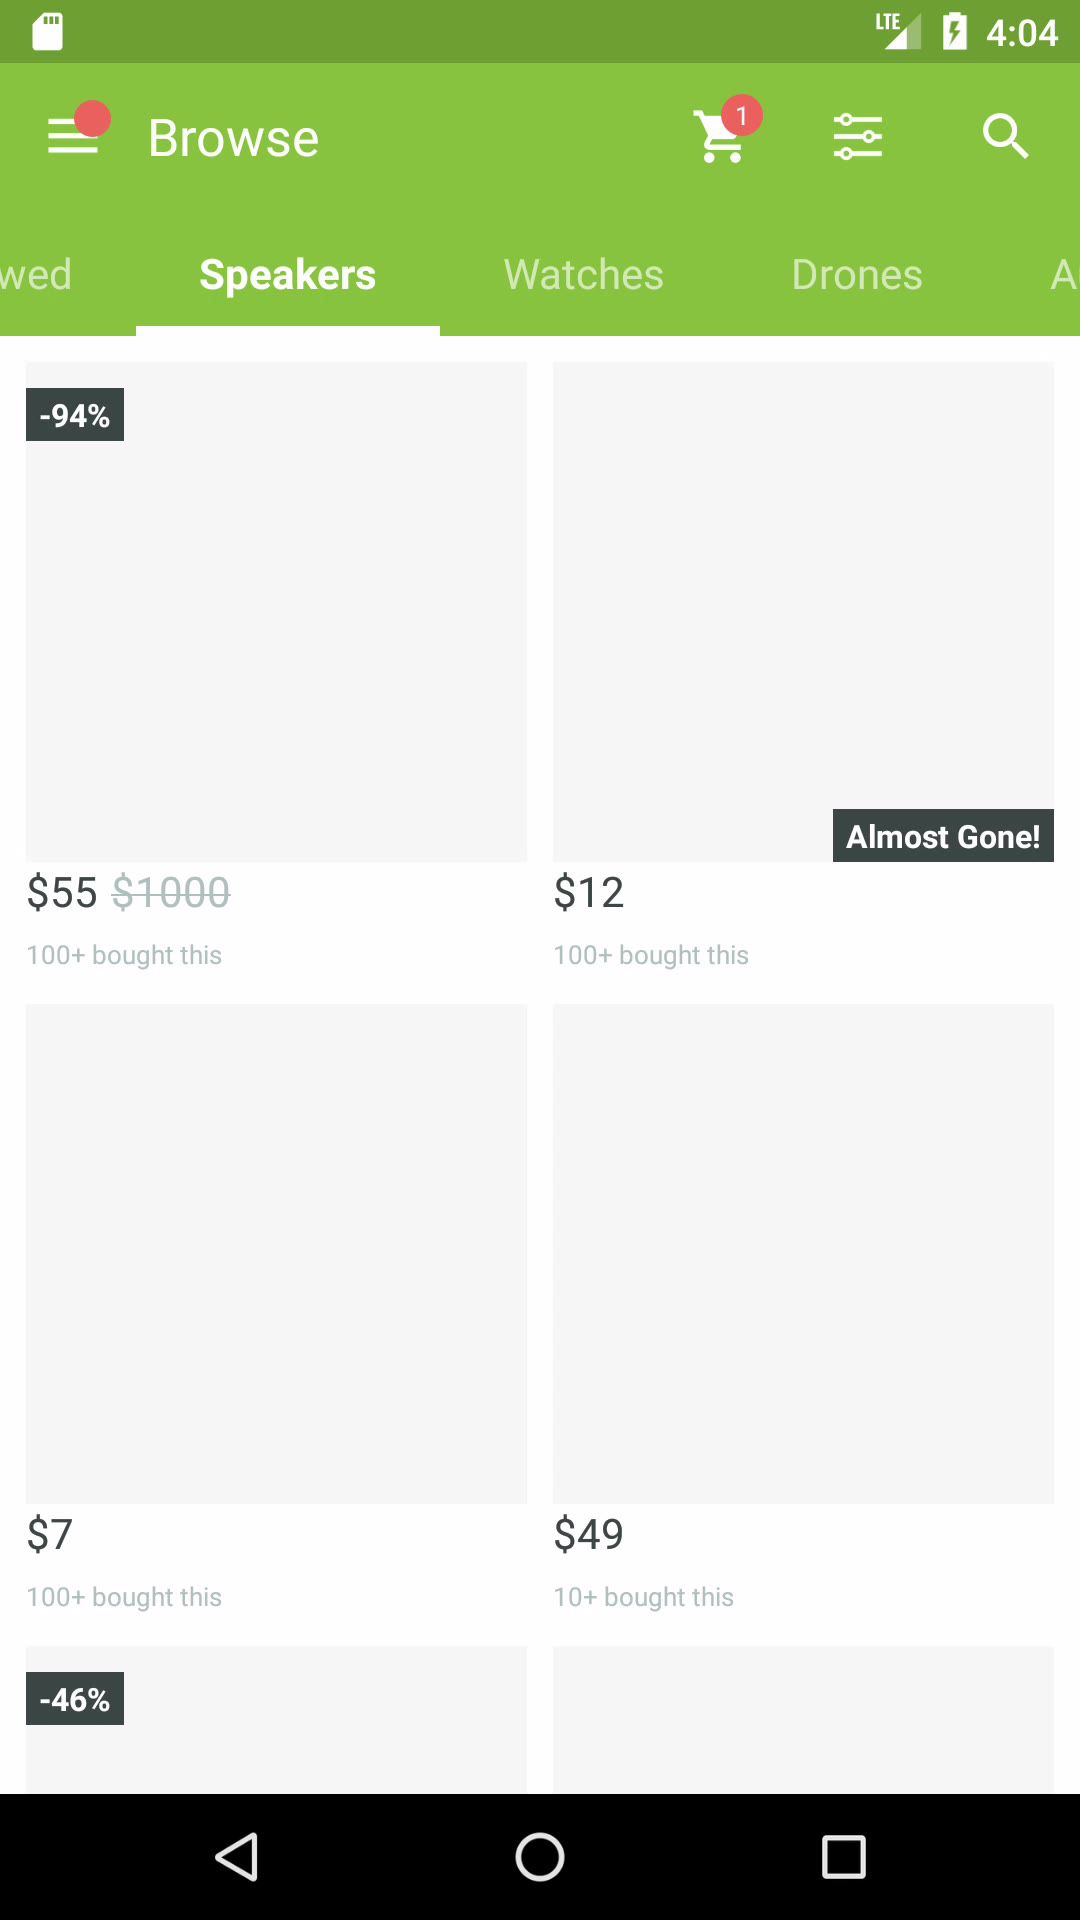 LTE 4:04
Browse 1
wed Speakers Watches Drones A
-94%
Almost Gone!
$55 $1000 $12
100+ bought this 100+ bought this
$7 $49
100+ bought this 10+ bought this
-46%